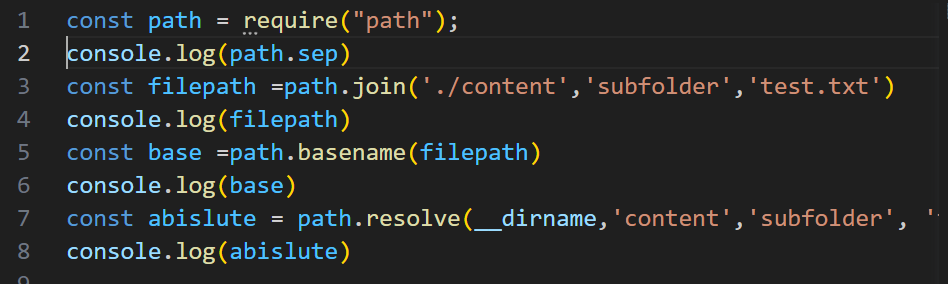 1 const path = require("path");
2 console.log(path.sep)
3 const filepath =path.join('./content','subfolder','test.txt')
4 console.log(filepath)
5 const base =path.basename(filepath)
6 console.log(base)
7 const abislute = path.resolve(__dirname,'content','subfolder', '
8 console.log(abislute)
9